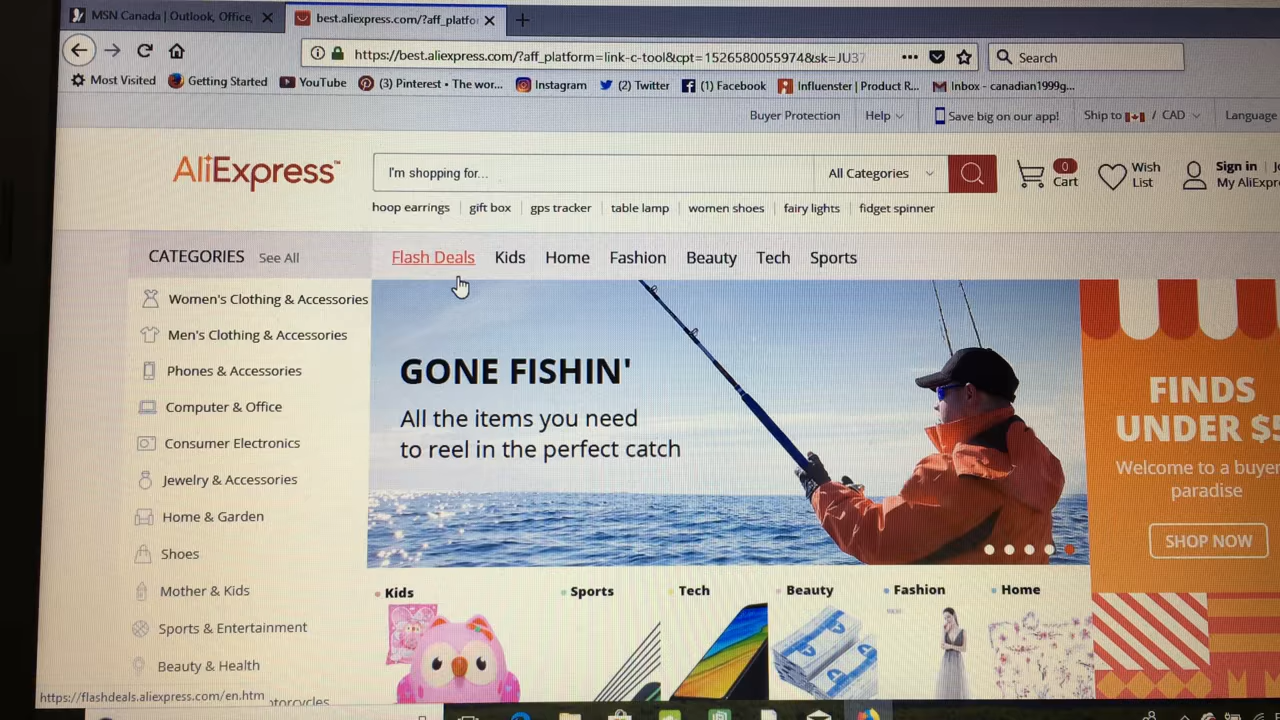 MSN Canada | Outlook, Office,
best.aliexpress.com/?aff_platfo
https://best.aliexpress.com/?aff_platform=link-c-tool&cpt=1526580055974&sk=JU37
Search
Most Visited
Getting Started
YouTube
(3) Pinterest • The wor...
Instagram
(2) Twitter
(1) Facebook
Influenster | Product R...
Inbox - canadian1999g...
Buyer Protection
Help
Save big on our app!
Ship to / CAD
Language
AliExpress™
I'm shopping for...
All Categories
0
Cart
Wish
List
Sign in
My AliExpr
hoop earrings
gift box
gps tracker
table lamp
women shoes
fairy lights
fidget spinner
CATEGORIES See All
Flash Deals
Kids
Home
Fashion
Beauty
Tech
Sports
Women's Clothing & Accessories
Men's Clothing & Accessories
Phones & Accessories
Computer & Office
Consumer Electronics
Jewelry & Accessories
Home & Garden
Shoes
Mother & Kids
Sports & Entertainment
Beauty & Health
GONE FISHIN'
All the items you need
to reel in the perfect catch
FINDS
UNDER $5
Welcome to a buyer
paradise
SHOP NOW
Kids
Sports
Tech
Beauty
Fashion
Home
https://flashdeals.aliexpress.com/en.htm